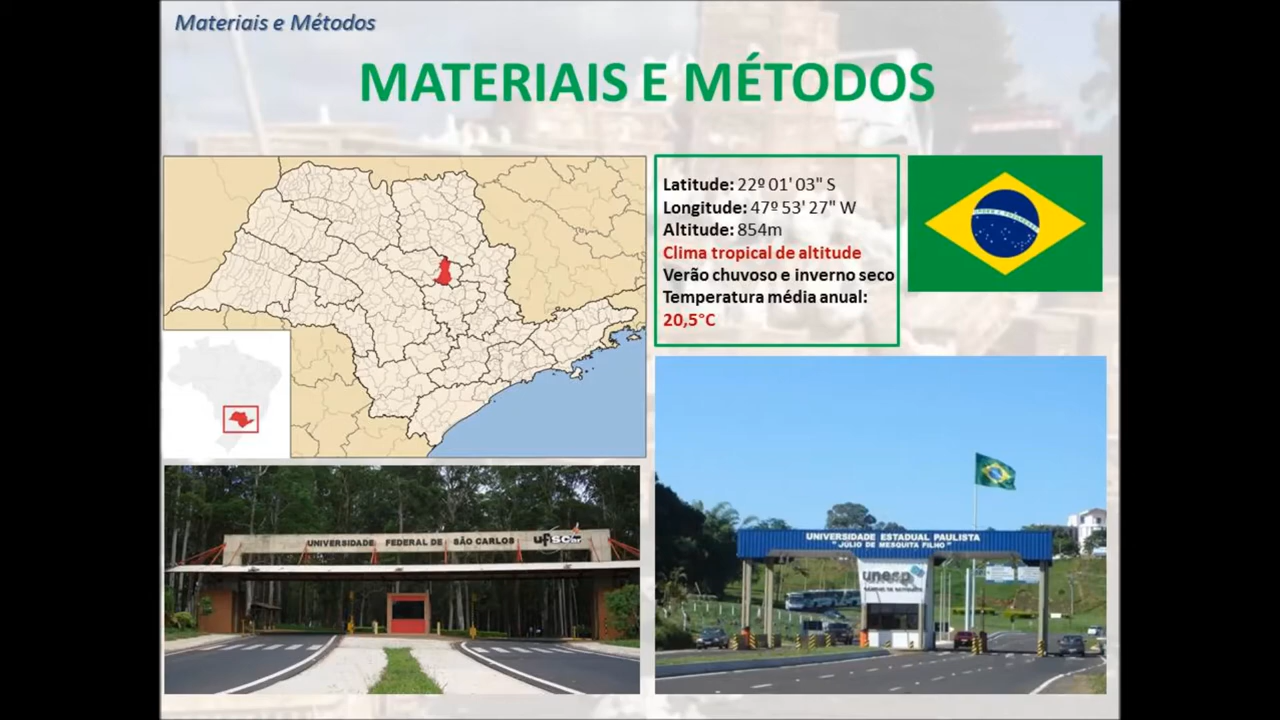 Materiais e Métodos
MATERIAIS E MÉTODOS
Latitude: 22º 01' 03" S
Longitude: 47º 53' 27" W
Altitude: 854m
Clima tropical de altitude
Verão chuvoso e inverno seco
Temperatura média anual:
20,5°C
UNIVERSIDADE FEDERAL DE SÃO CARLOS
UNIVERSIDADE ESTADUAL PAULISTA
"JÚLIO DE MESQUITA FILHO"
unesp